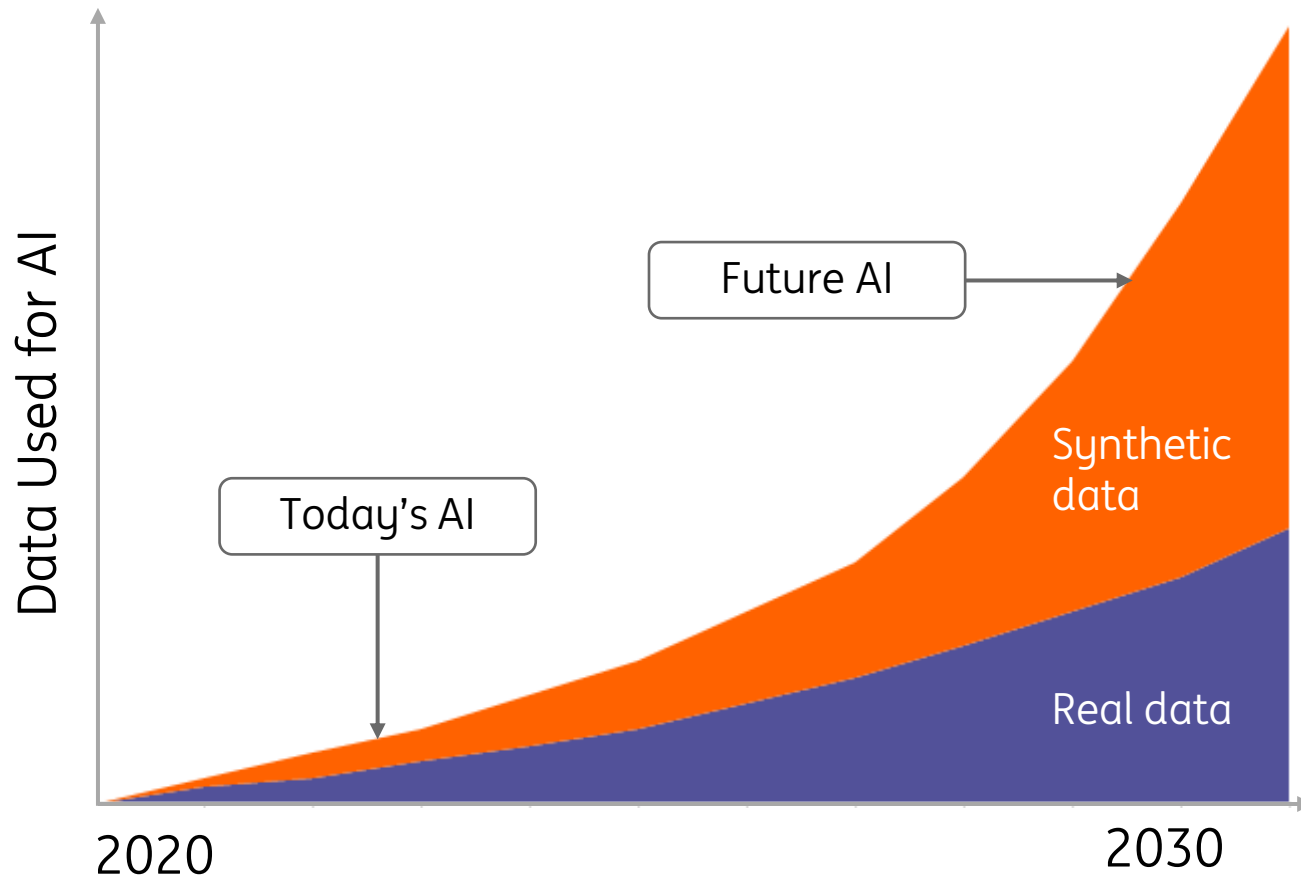 Data Used for AI
Future AI
Today's AI
Synthetic
data
Real data
2020
2030